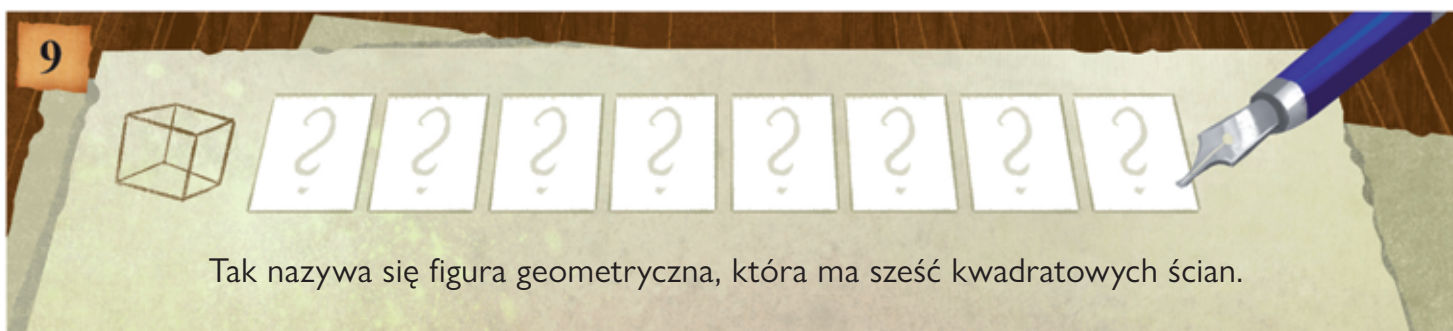 9
? ? ? ? ? ? ? ?
Tak nazywa się figura geometryczna, która ma sześć kwadratowych ścian.